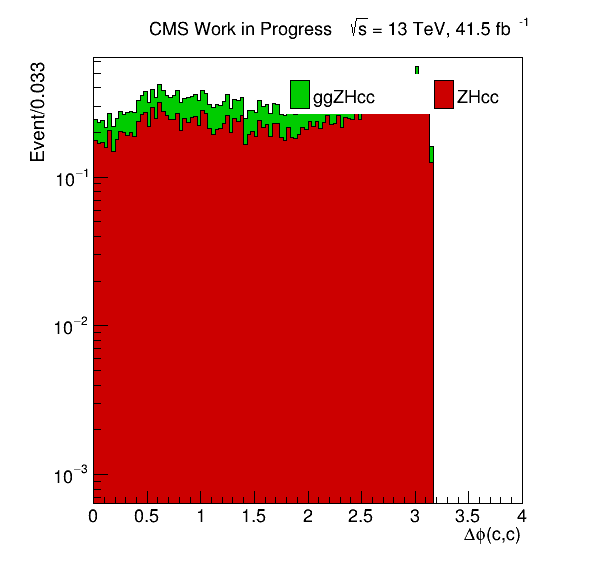 CMS Work in Progress √s = 13 TeV, 41.5 fb -1
Event/0.033
ggZHcc ZHcc
10−1
10−2
10−3
0 0.5 1 1.5 2 2.5 3 3.5 4
Δϕ(c,c)